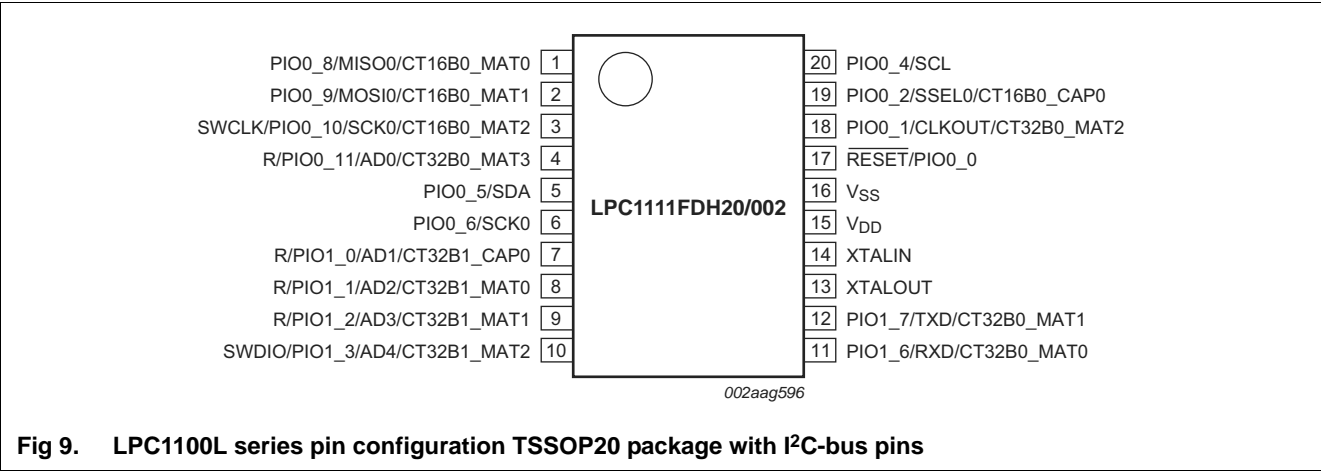 PIO0_8/MISO0/CT16B0_MAT0 1
PIO0_9/MOSI0/CT16B0_MAT1 2
SWCLK/PIO0_10/SCK0/CT16B0_MAT2 3
R/PIO0_11/AD0/CT32B0_MAT3 4
PIO0_5/SDA 5
PIO0_6/SCK0 6
R/PIO1_0/AD1/CT32B1_CAP0 7
R/PIO1_1/AD2/CT32B1_MAT0 8
R/PIO1_2/AD3/CT32B1_MAT1 9
SWDIO/PIO1_3/AD4/CT32B1_MAT2 10
LPC1111FDH20/002
20 PIO0_4/SCL
19 PIO0_2/SSEL0/CT16B0_CAP0
18 PIO0_1/CLKOUT/CT32B0_MAT2
17 RESET/PIO0_0
16 VSS
15 VDD
14 XTALIN
13 XTALOUT
12 PIO1_7/TXD/CT32B0_MAT1
11 PIO1_6/RXD/CT32B0_MAT0
002aag596
Fig 9. LPC1100L series pin configuration TSSOP20 package with I2C-bus pins